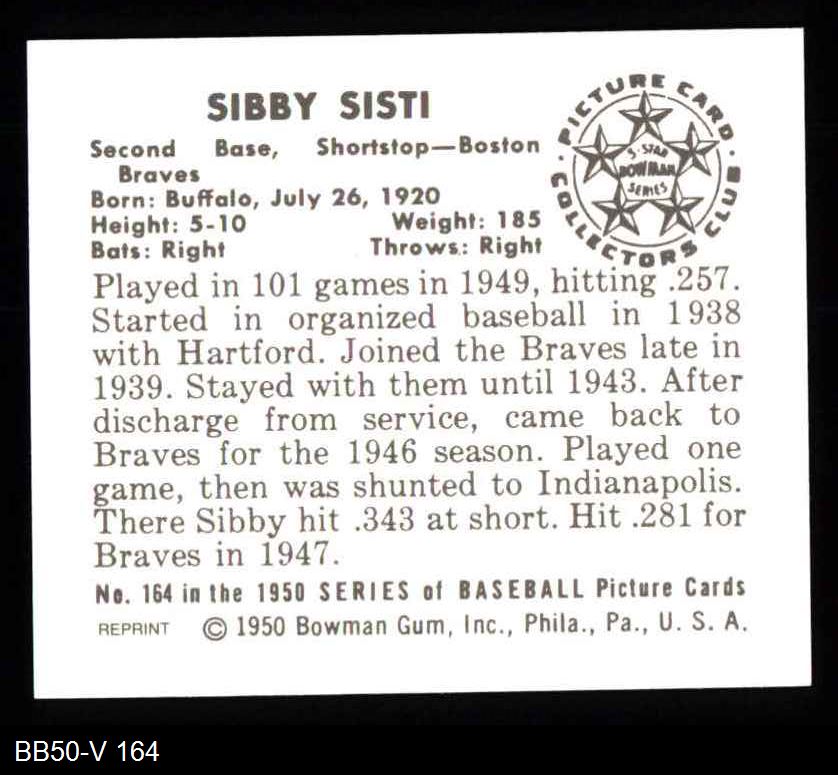 SIBBY SISTI
Second Base, Shortstop—Boston
Braves
Born: Buffalo, July 26, 1920
Height: 5-10 Weight: 185
Bats: Right Throws: Right
PICTURE CARD
COLLECTORS CLUB
5-STAR
BOWMAN
SERIES
Played in 101 games in 1949, hitting .257.
Started in organized baseball in 1938
with Hartford. Joined the Braves late in
1939. Stayed with them until 1943. After
discharge from service, came back to
Braves for the 1946 season. Played one
game, then was shunted to Indianapolis.
There Sibby hit .343 at short. Hit .281 for
Braves in 1947.
No. 164 in the 1950 SERIES of BASEBALL Picture Cards
REPRINT © 1950 Bowman Gum, Inc., Phila., Pa., U. S. A.
BB50-V 164